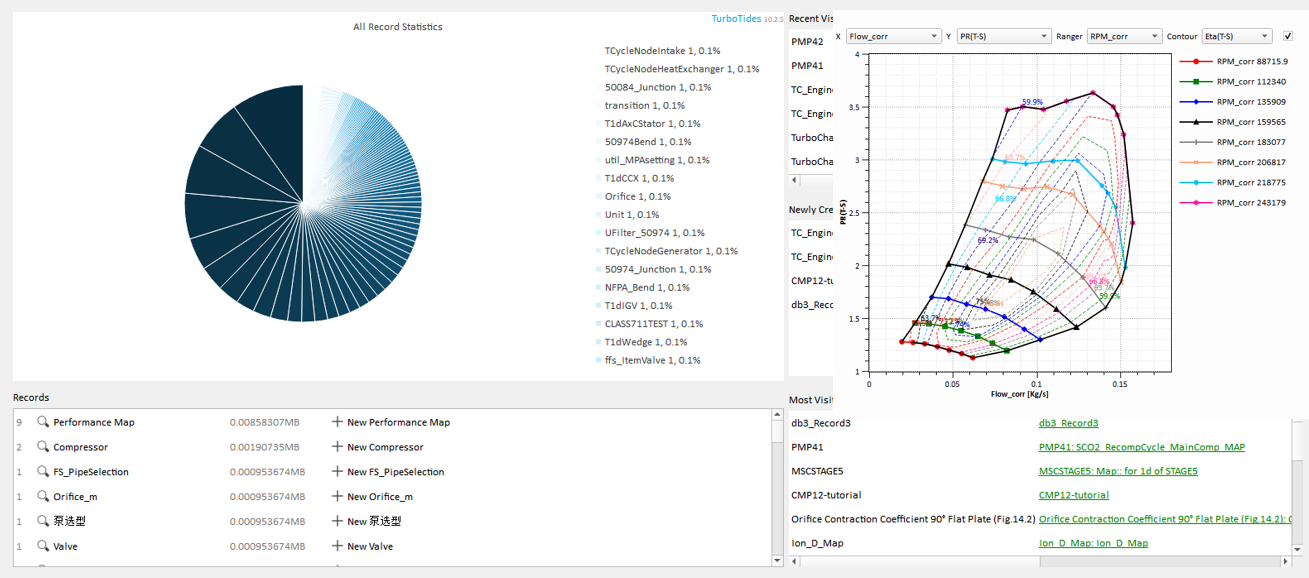 All Record Statistics
TurboTides 10.2.5
TCycleNodeIntake 1, 0.1%
TCycleNodeHeatExchanger 1, 0.1%
50084_Junction 1, 0.1%
transition 1, 0.1%
T1dAxCStator 1, 0.1%
50974Bend 1, 0.1%
util_MPAsetting 1, 0.1%
T1dCCX 1, 0.1%
Orifice 1, 0.1%
Unit 1, 0.1%
UFilter_50974 1, 0.1%
TCycleNodeGenerator 1, 0.1%
50974_Junction 1, 0.1%
NFPA_Bend 1, 0.1%
T1dIGV 1, 0.1%
CLASS711TEST 1, 0.1%
T1dWedge 1, 0.1%
ffs_ItemValve 1, 0.1%
Records
9 Performance Map 0.00858307MB New Performance Map
2 Compressor 0.00190735MB New Compressor
1 FS_PipeSelection 0.000953674MB New FS_PipeSelection
1 Orifice_m 0.000953674MB New Orifice_m
1 泵选型 0.000953674MB New 泵选型
1 Valve 0.000953674MB New Valve
Recent Vis
PMP42
PMP41
TC_Engin
TC_Engin
TurboCha
TurboCha
Newly Cre
TC_Engin
TC_Engin
CMP12-tu
db3_Reco
X Flow_corr Y PR(T-S) Ranger RPM_corr Contour Eta(T-S)
4
3.5
3
2.5
2
1.5
1
PR(T-S)
59.9%
66.8%
69.2%
75%
74%
53.7%
66.8%
0 0.05 0.1 0.15
Flow_corr [Kg/s]
RPM_corr 88715.9
RPM_corr 112340
RPM_corr 135909
RPM_corr 159565
RPM_corr 183077
RPM_corr 206817
RPM_corr 218775
RPM_corr 243179
Most Visit
db3_Record3 db3_Record3
PMP41 PMP41: SCO2_RecompCycle_MainComp_MAP
MSCSTAGE5 MSCSTAGE5: Map:: for 1d of STAGE5
CMP12-tutorial CMP12-tutorial
Orifice Contraction Coefficient 90° Flat Plate (Fig.14.2) Orifice Contraction Coefficient 90° Flat Plate (Fig.14.2):
Ion_D_Map Ion_D_Map: Ion_D_Map